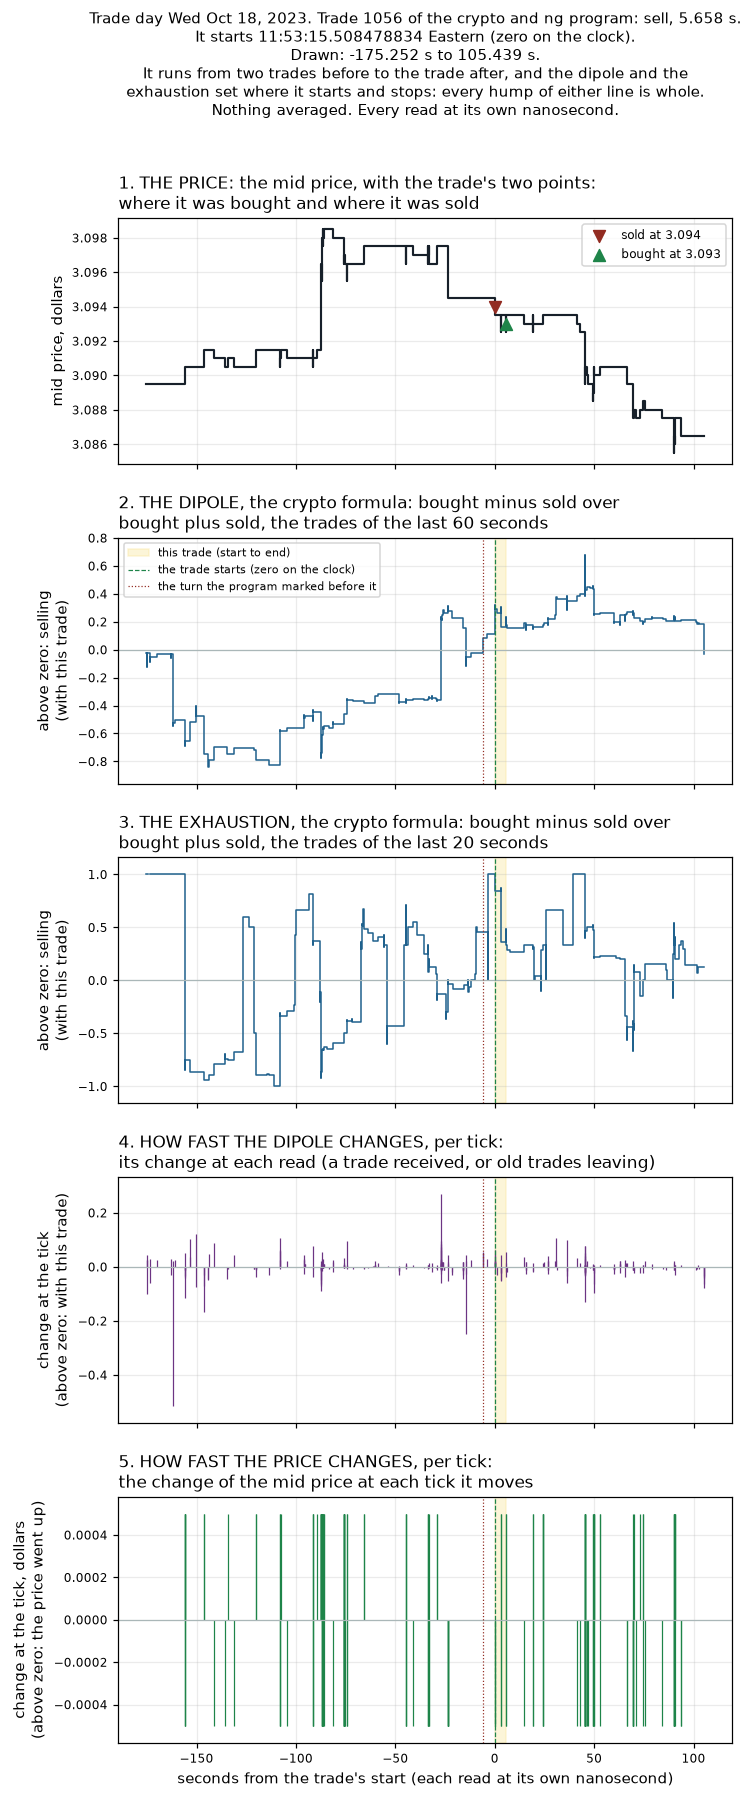 Trade day Wed Oct 18, 2023. Trade 1056 of the crypto and ng program: sell, 5.658 s.
It starts 11:53:15.508478834 Eastern (zero on the clock).
Drawn: -175.252 s to 105.439 s.
It runs from two trades before to the trade after, and the dipole and the
exhaustion set where it starts and stops: every hump of either line is whole.
Nothing averaged. Every read at its own nanosecond.
1. THE PRICE: the mid price, with the trade's two points:
where it was bought and where it was sold
sold at 3.094
bought at 3.093
mid price, dollars
3.098
3.096
3.094
3.092
3.090
3.088
3.086
2. THE DIPOLE, the crypto formula: bought minus sold over
bought plus sold, the trades of the last 60 seconds
this trade (start to end)
the trade starts (zero on the clock)
the turn the program marked before it
above zero: selling
(with this trade)
0.8
0.6
0.4
0.2
0.0
−0.2
−0.4
−0.6
−0.8
3. THE EXHAUSTION, the crypto formula: bought minus sold over
bought plus sold, the trades of the last 20 seconds
above zero: selling
(with this trade)
1.0
0.5
0.0
−0.5
−1.0
4. HOW FAST THE DIPOLE CHANGES, per tick:
its change at each read (a trade received, or old trades leaving)
change at the tick
(above zero: with this trade)
0.2
0.0
−0.2
−0.4
5. HOW FAST THE PRICE CHANGES, per tick:
the change of the mid price at each tick it moves
change at the tick, dollars
(above zero: the price went up)
0.0004
0.0002
0.0000
−0.0002
−0.0004
−150
−100
−50
0
50
100
seconds from the trade's start (each read at its own nanosecond)